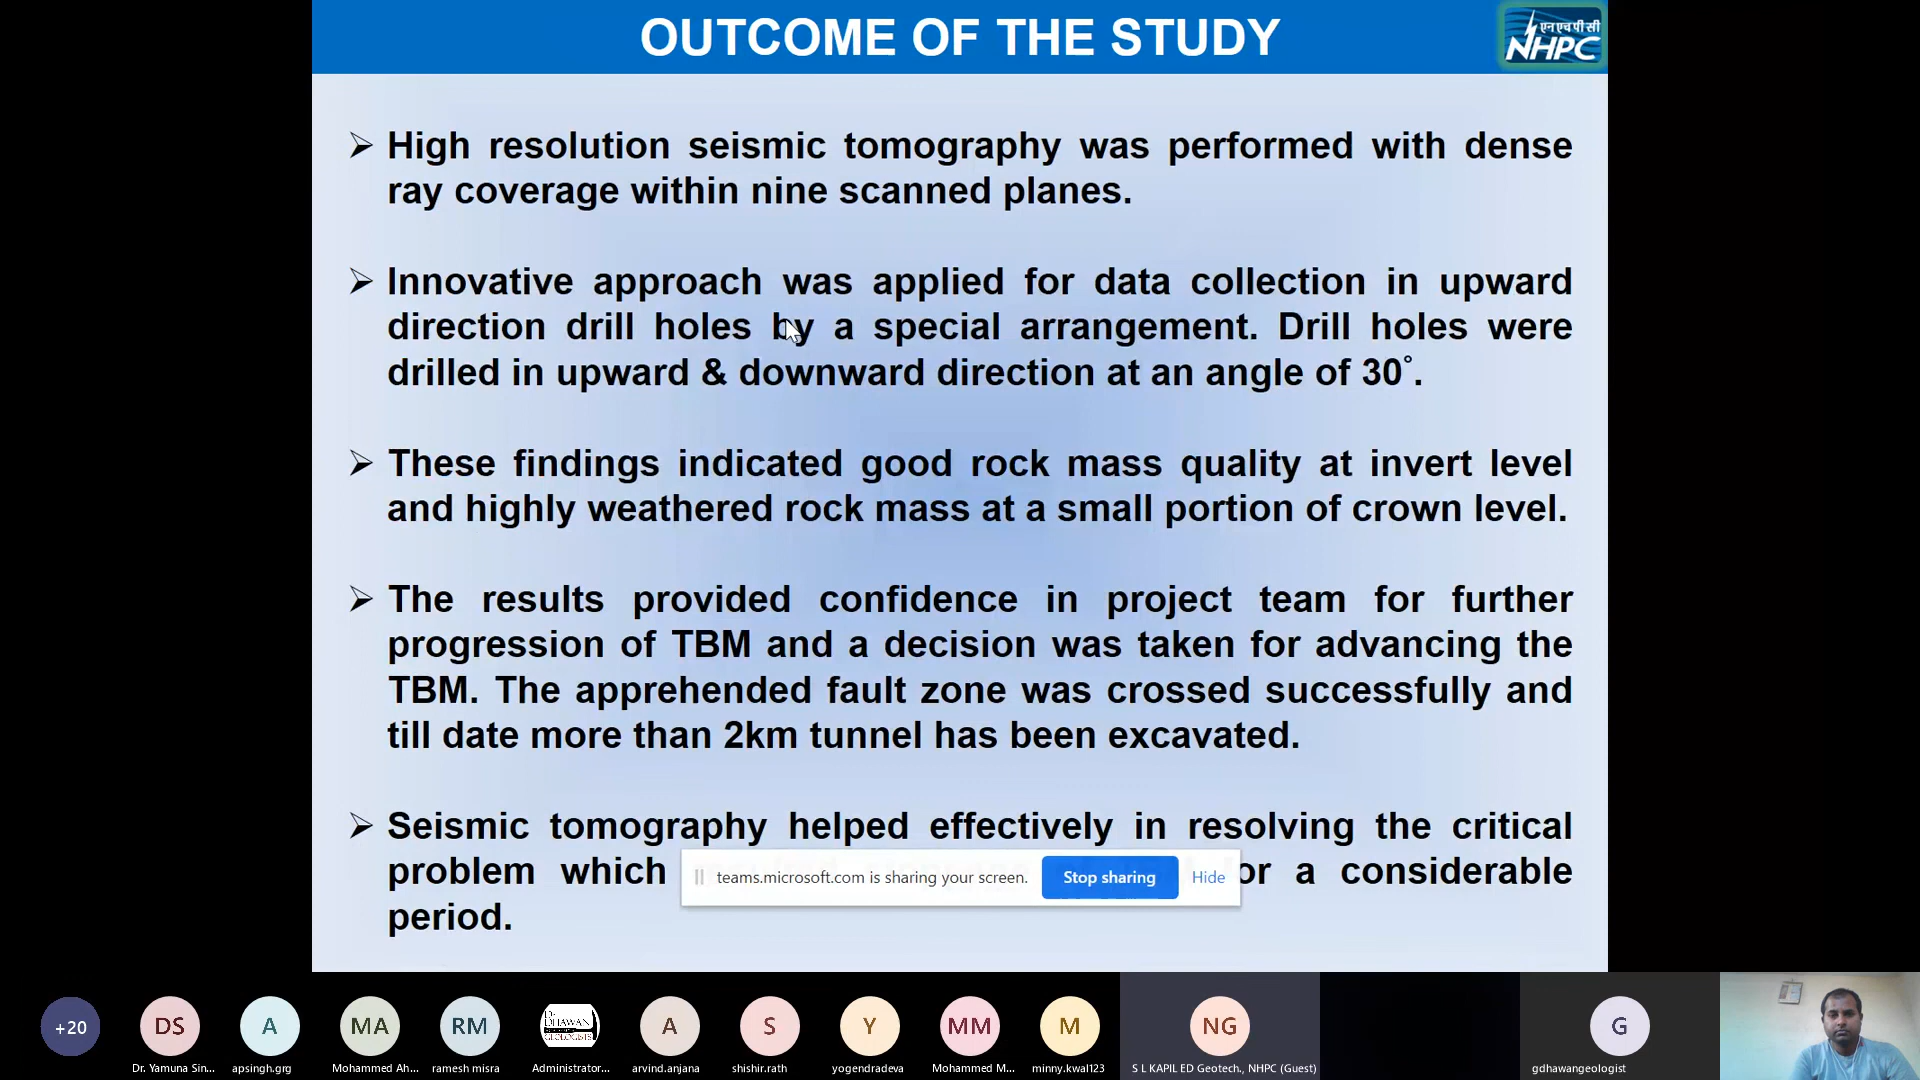 OUTCOME OF THE STUDY
एन एच पी सी
NHPC
➢ High resolution seismic tomography was performed with dense
ray coverage within nine scanned planes.
➢ Innovative approach was applied for data collection in upward
direction drill holes by a special arrangement. Drill holes were
drilled in upward & downward direction at an angle of 30°.
➢ These findings indicated good rock mass quality at invert level
and highly weathered rock mass at a small portion of crown level.
➢ The results provided confidence in project team for further
progression of TBM and a decision was taken for advancing the
TBM. The apprehended fault zone was crossed successfully and
till date more than 2km tunnel has been excavated.
➢ Seismic tomography helped effectively in resolving the critical
problem which or a considerable
period.
teams.microsoft.com is sharing your screen. Stop sharing Hide
+20 DS A MA RM DHAWAN GEOLOGISTS A S Y MM M NG G
Dr. Yamuna Sin... apsingh.grg Mohammed Ah... ramesh misra Administrator... arvind.anjana shishir.rath yogendradeva Mohammed M... minny.kwal123 S L KAPIL ED Geotech., NHPC (Guest) gdhawangeologist